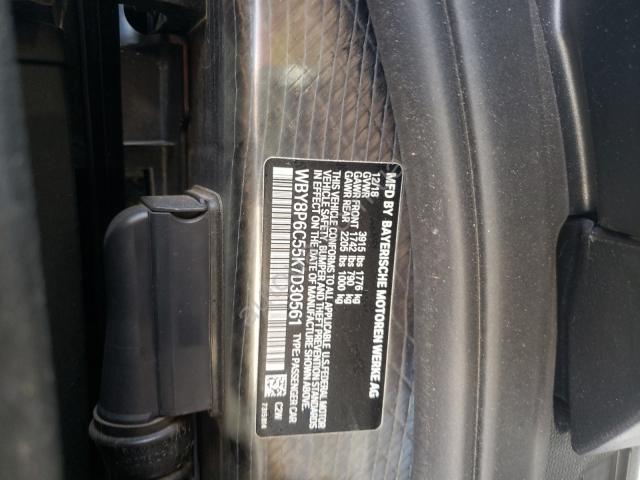 MFD BY BAYERISCHE MOTOREN WERKE AG
12/18
GVWR 3915 lbs 1776 kg
GAWR FRONT 1742 lbs 790 kg
GAWR REAR 2205 lbs 1000 kg
THIS VEHICLE CONFORMS TO ALL APPLICABLE U.S. FEDERAL MOTOR
VEHICLE SAFETY, BUMPER AND THEFT PREVENTION STANDARDS
IN EFFECT ON THE DATE OF MANUFACTURE SHOWN ABOVE.
WBY8P6C55K7D30561 TYPE: PASSENGER CAR
C2W